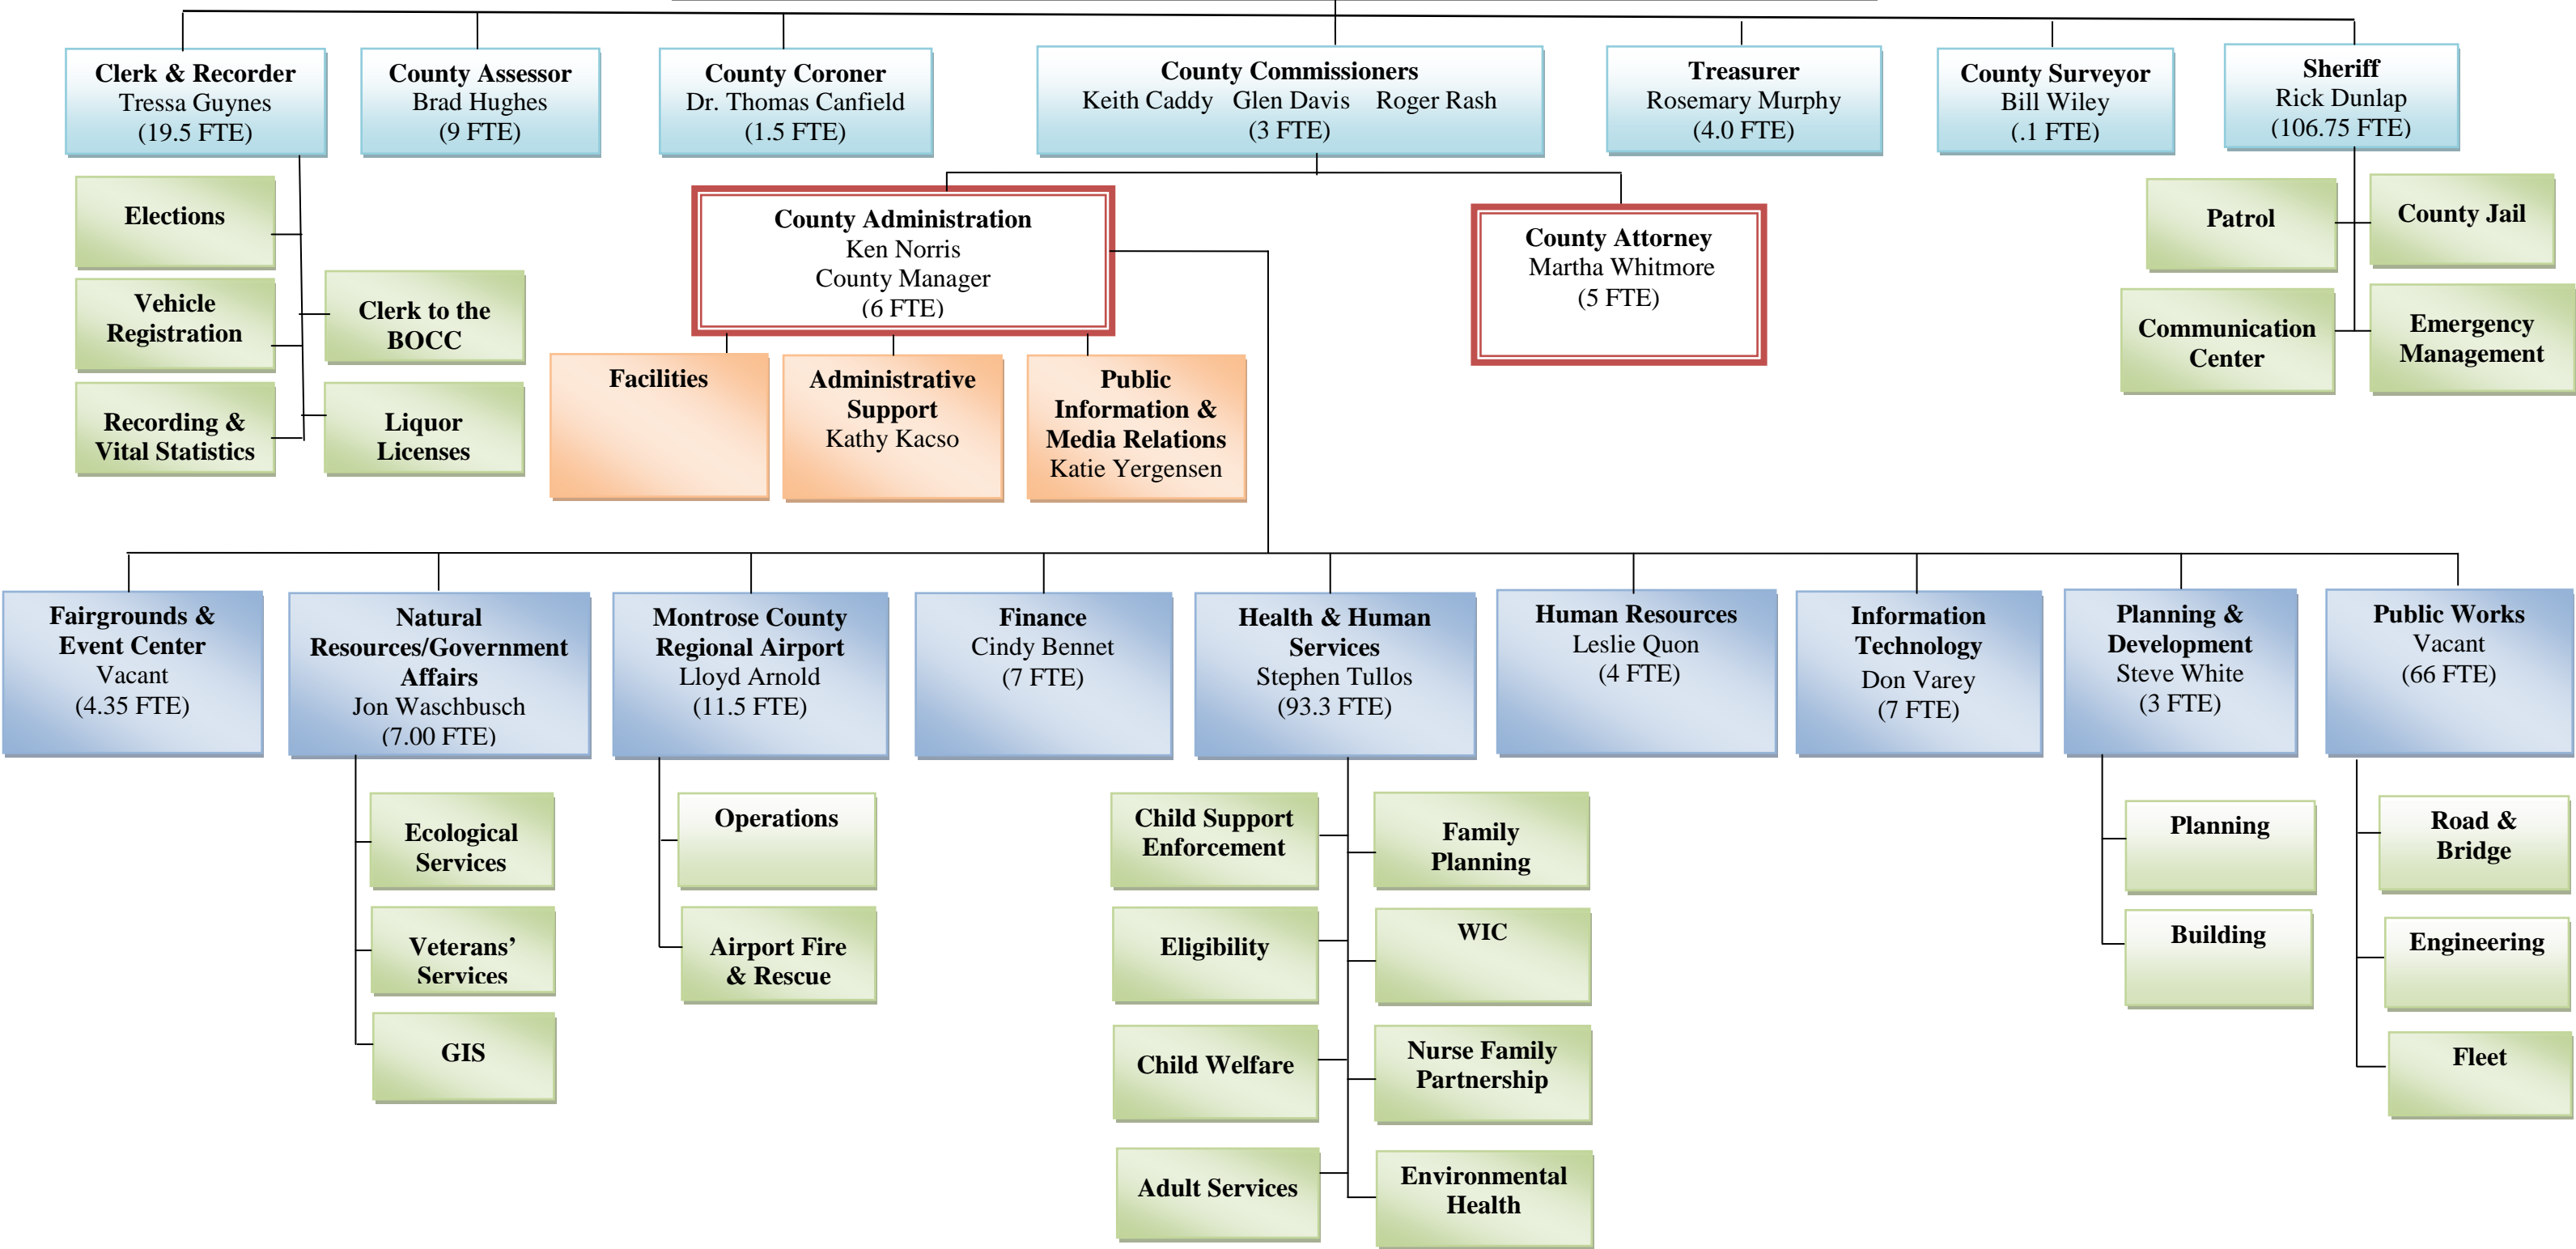 Clerk & Recorder
Tressa Guynes
(19.5 FTE)
County Assessor
Brad Hughes
(9 FTE)
County Coroner
Dr. Thomas Canfield
(1.5 FTE)
County Commissioners
Keith Caddy Glen Davis Roger Rash
(3 FTE)
Treasurer
Rosemary Murphy
(4.0 FTE)
County Surveyor
Bill Wiley
(.1 FTE)
Sheriff
Rick Dunlap
(106.75 FTE)
Elections
Vehicle
Registration
Recording &
Vital Statistics
Clerk to the
BOCC
Liquor
Licenses
County Administration
Ken Norris
County Manager
(6 FTE)
County Attorney
Martha Whitmore
(5 FTE)
Patrol
County Jail
Communication
Center
Emergency
Management
Facilities
Administrative
Support
Kathy Kacso
Public
Information &
Media Relations
Katie Yergensen
Fairgrounds &
Event Center
Vacant
(4.35 FTE)
Natural
Resources/Government
Affairs
Jon Waschbusch
(7.00 FTE)
Montrose County
Regional Airport
Lloyd Arnold
(11.5 FTE)
Finance
Cindy Bennet
(7 FTE)
Health & Human
Services
Stephen Tullos
(93.3 FTE)
Human Resources
Leslie Quon
(4 FTE)
Information
Technology
Don Varey
(7 FTE)
Planning &
Development
Steve White
(3 FTE)
Public Works
Vacant
(66 FTE)
Ecological
Services
Veterans’
Services
GIS
Operations
Airport Fire
& Rescue
Child Support
Enforcement
Eligibility
Child Welfare
Adult Services
Family
Planning
WIC
Nurse Family
Partnership
Environmental
Health
Planning
Building
Road &
Bridge
Engineering
Fleet